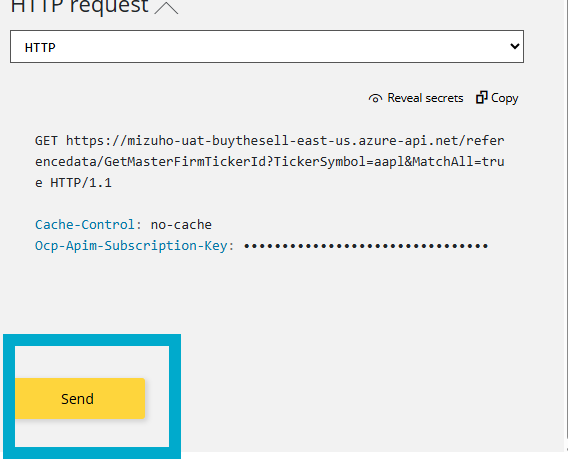 HTTP request
HTTP
Reveal secrets Copy
GET https://mizuho-uat-buythesell-east-us.azure-api.net/refer
encedata/GetMasterFirmTickerId?TickerSymbol=aapl&MatchAll=tru
e HTTP/1.1
Cache-Control: no-cache
Ocp-Apim-Subscription-Key: ••••••••••••••••••••••••••••••••
Send